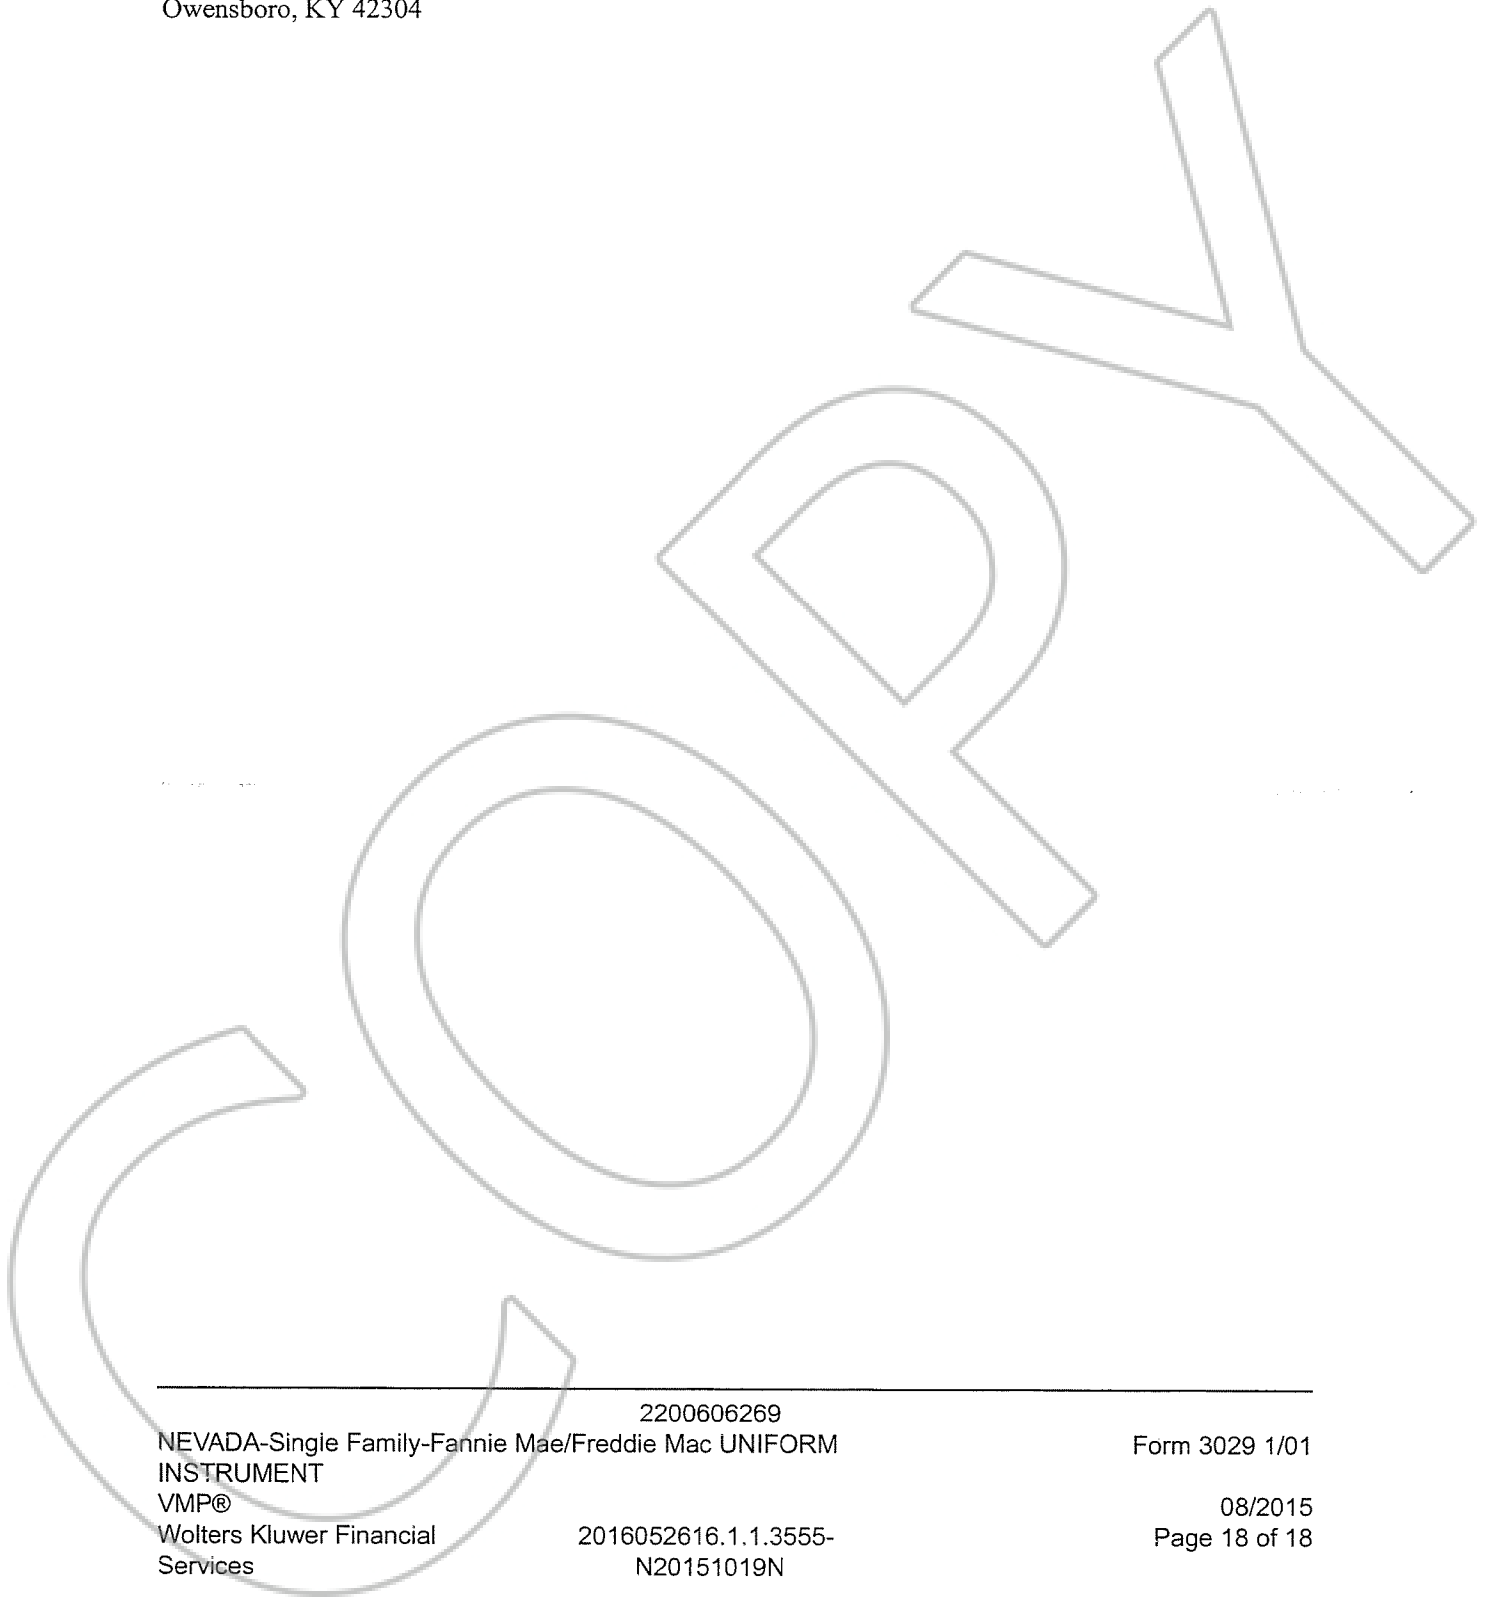 Owensboro, KY 42304
COPY
2200606269
NEVADA-Single Family-Fannie Mae/Freddie Mac UNIFORM Form 3029 1/01
INSTRUMENT
VMP® 08/2015
Wolters Kluwer Financial 2016052616.1.1.3555- Page 18 of 18
Services N20151019N